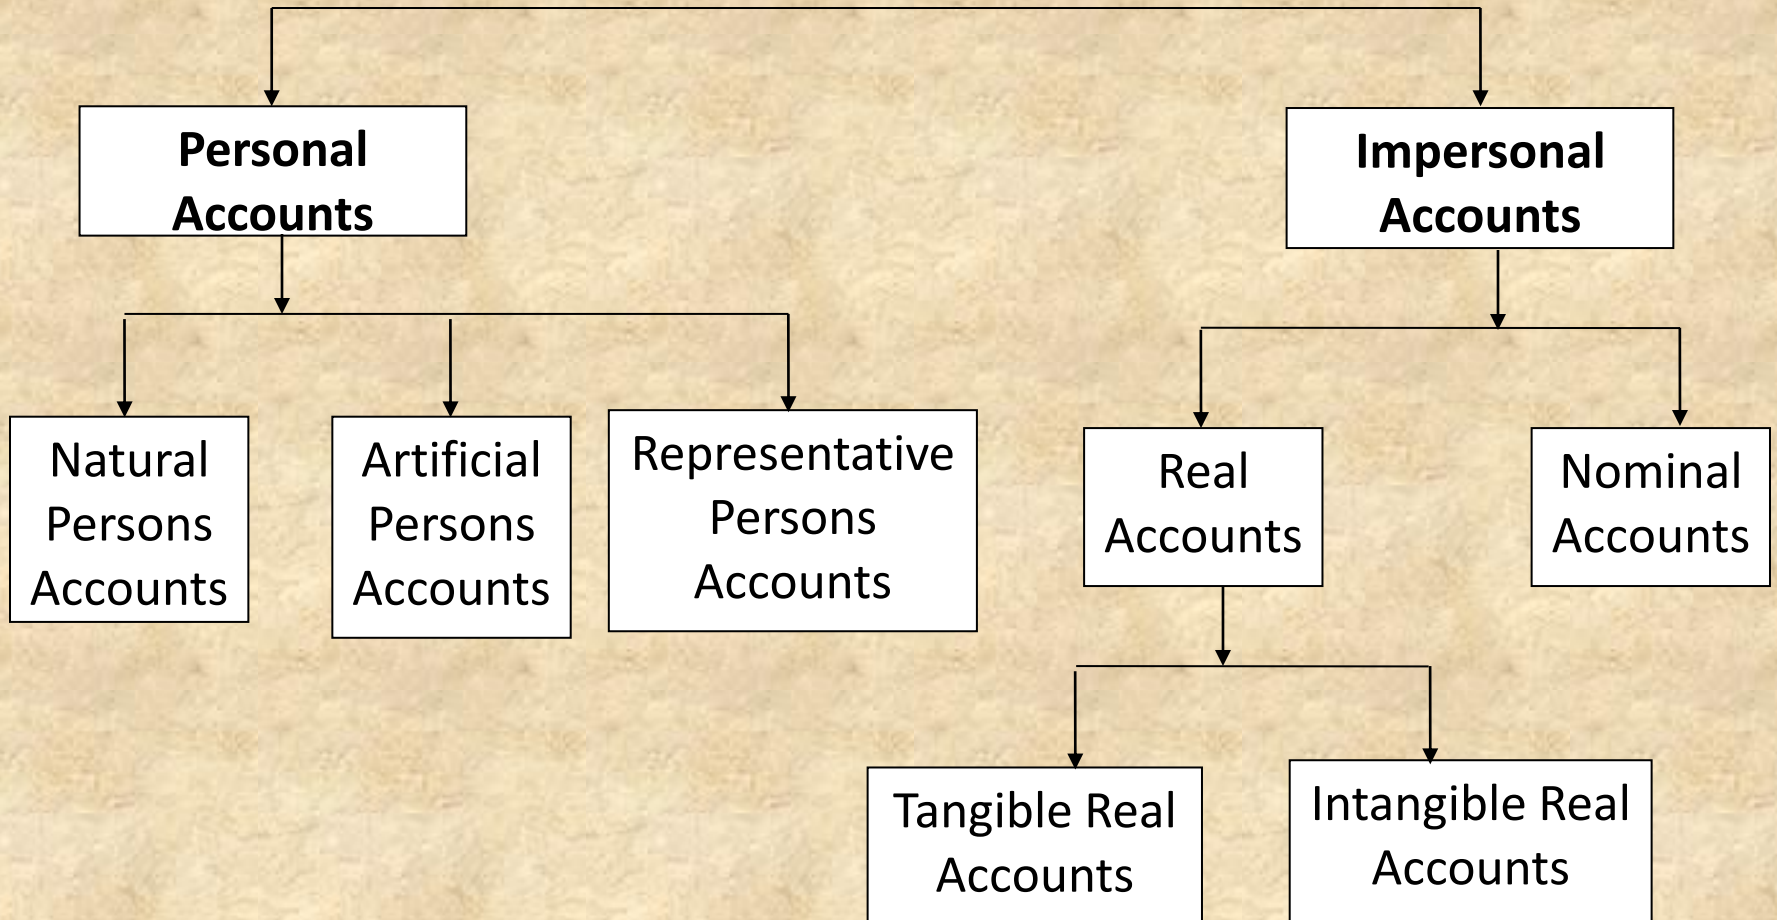 Personal
Accounts
Impersonal
Accounts
Natural
Persons
Accounts
Artificial
Persons
Accounts
Representative
Persons
Accounts
Real
Accounts
Nominal
Accounts
Tangible Real
Accounts
Intangible Real
Accounts